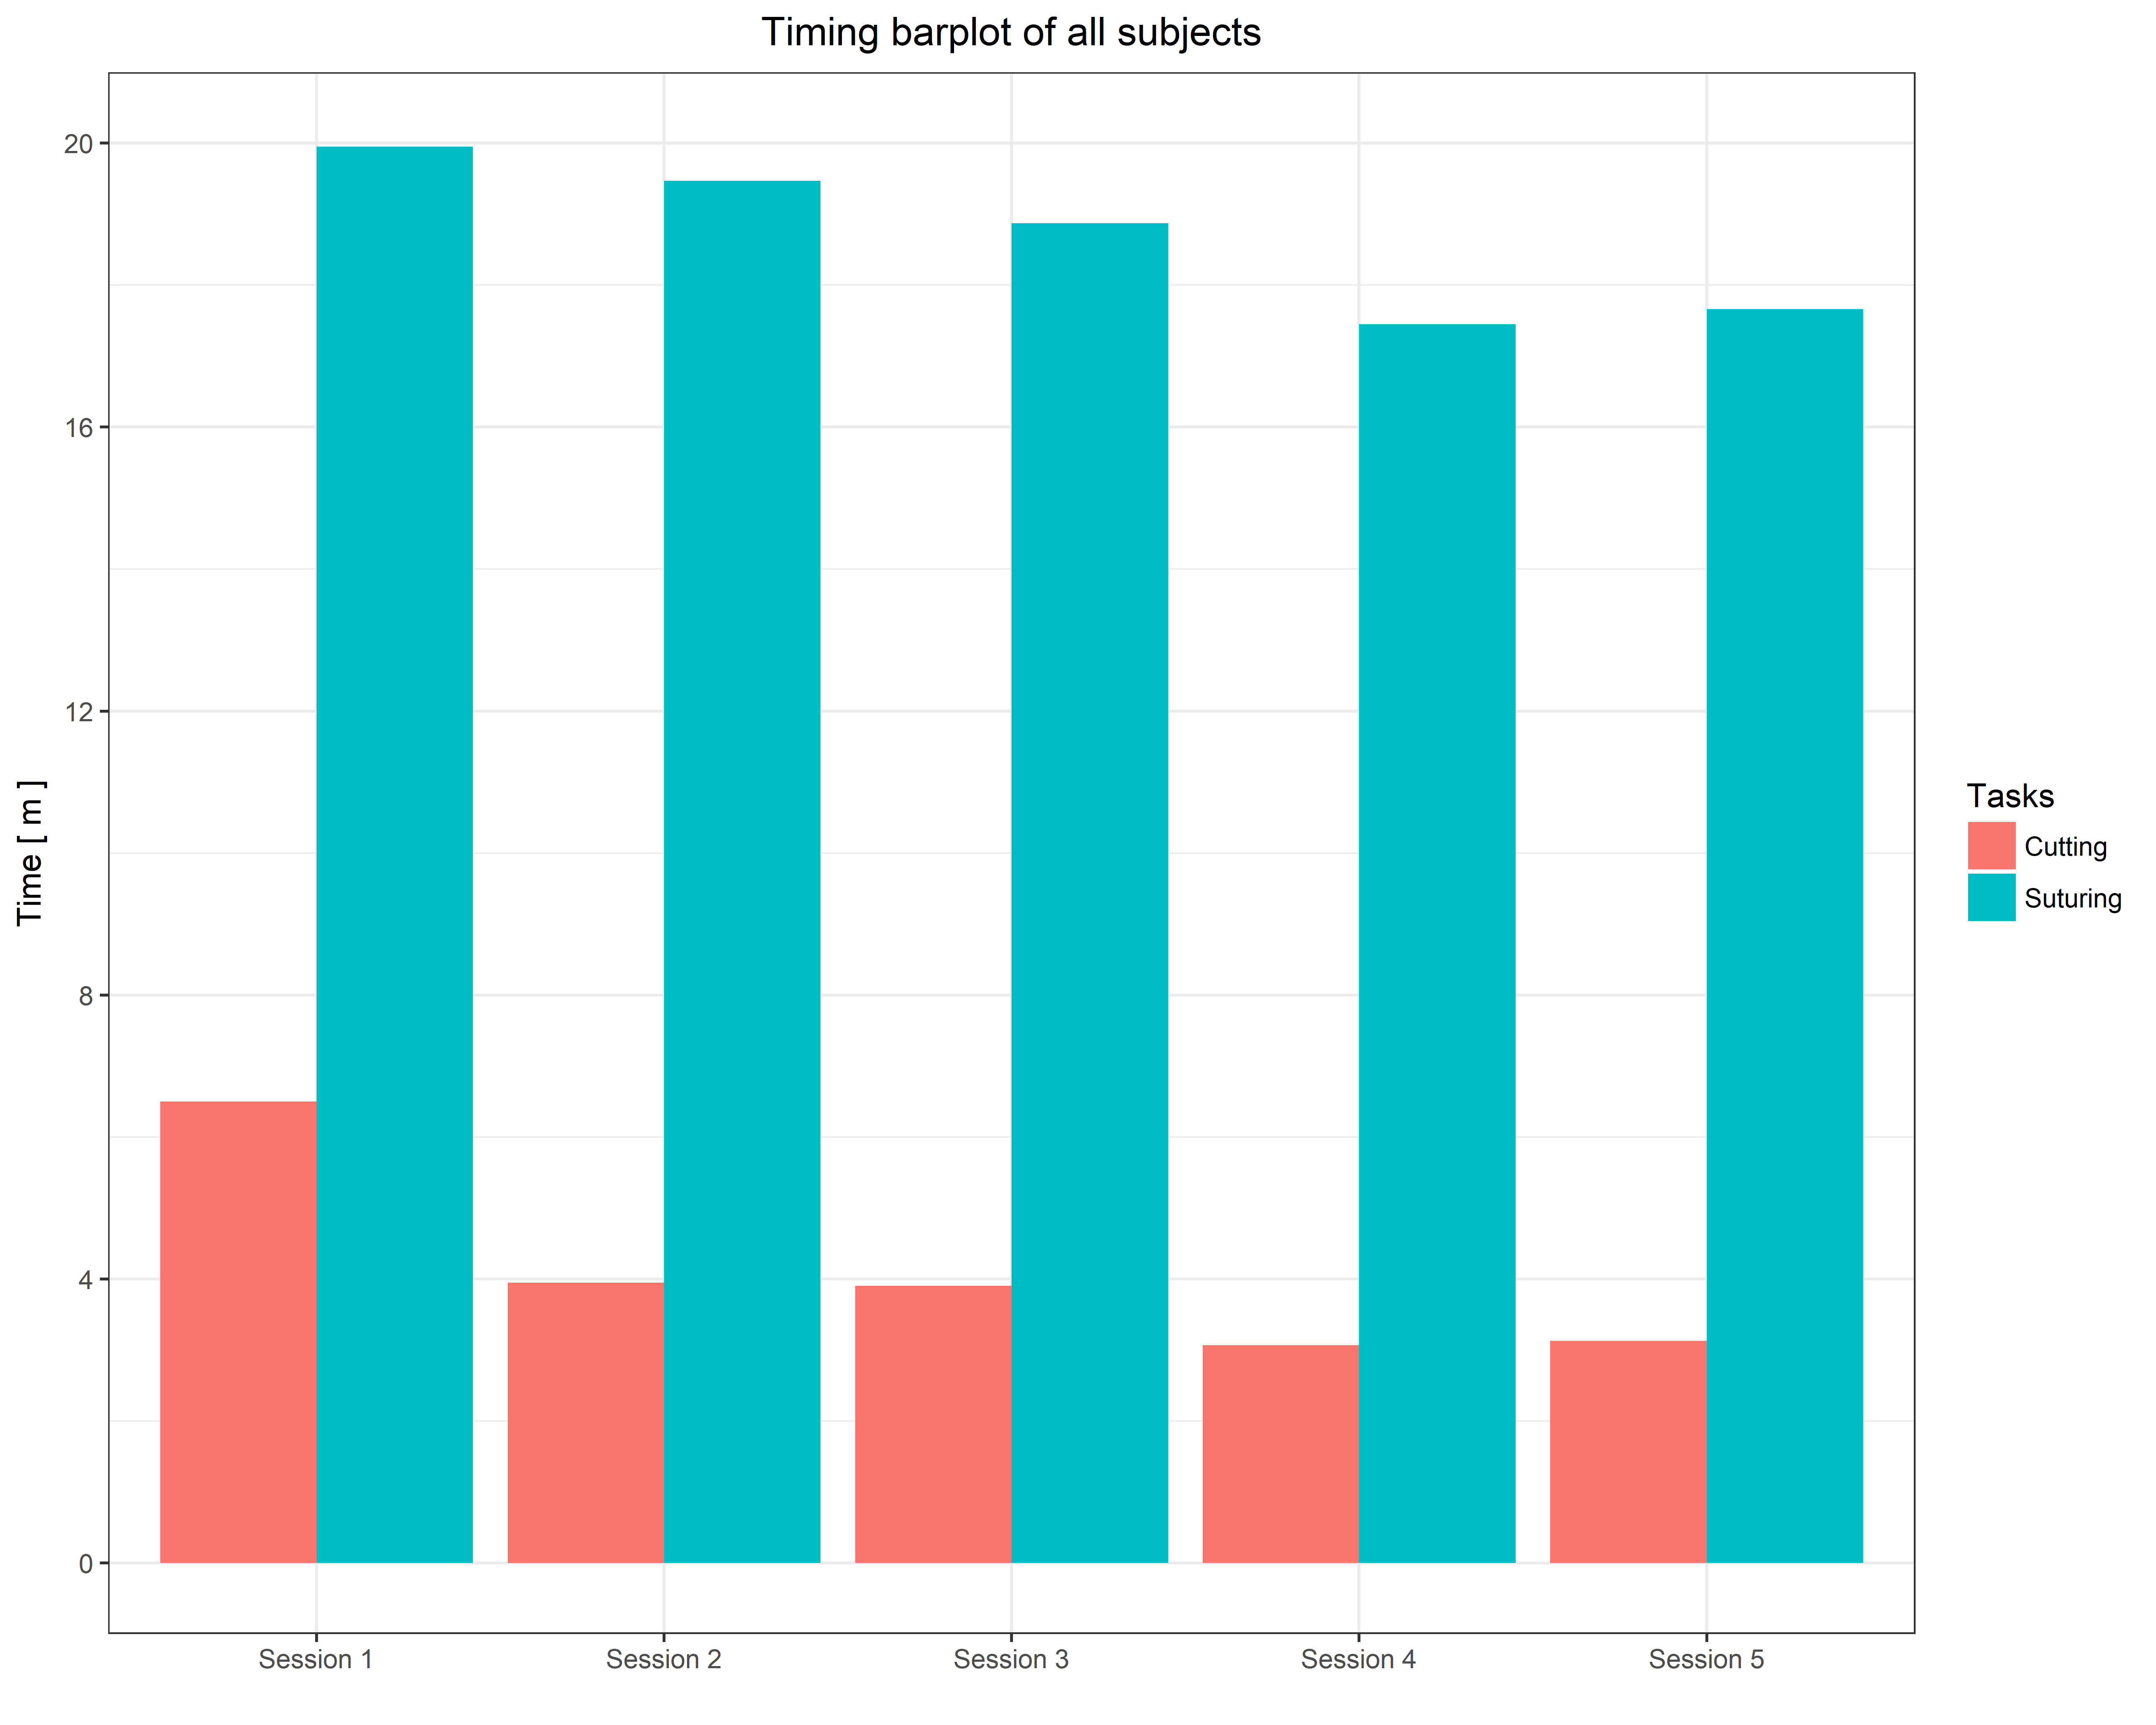 Timing barplot of all subjects
20
16
12
8
4
0
Time [ m ]
Session 1
Session 2
Session 3
Session 4
Session 5
Tasks
Cutting
Suturing